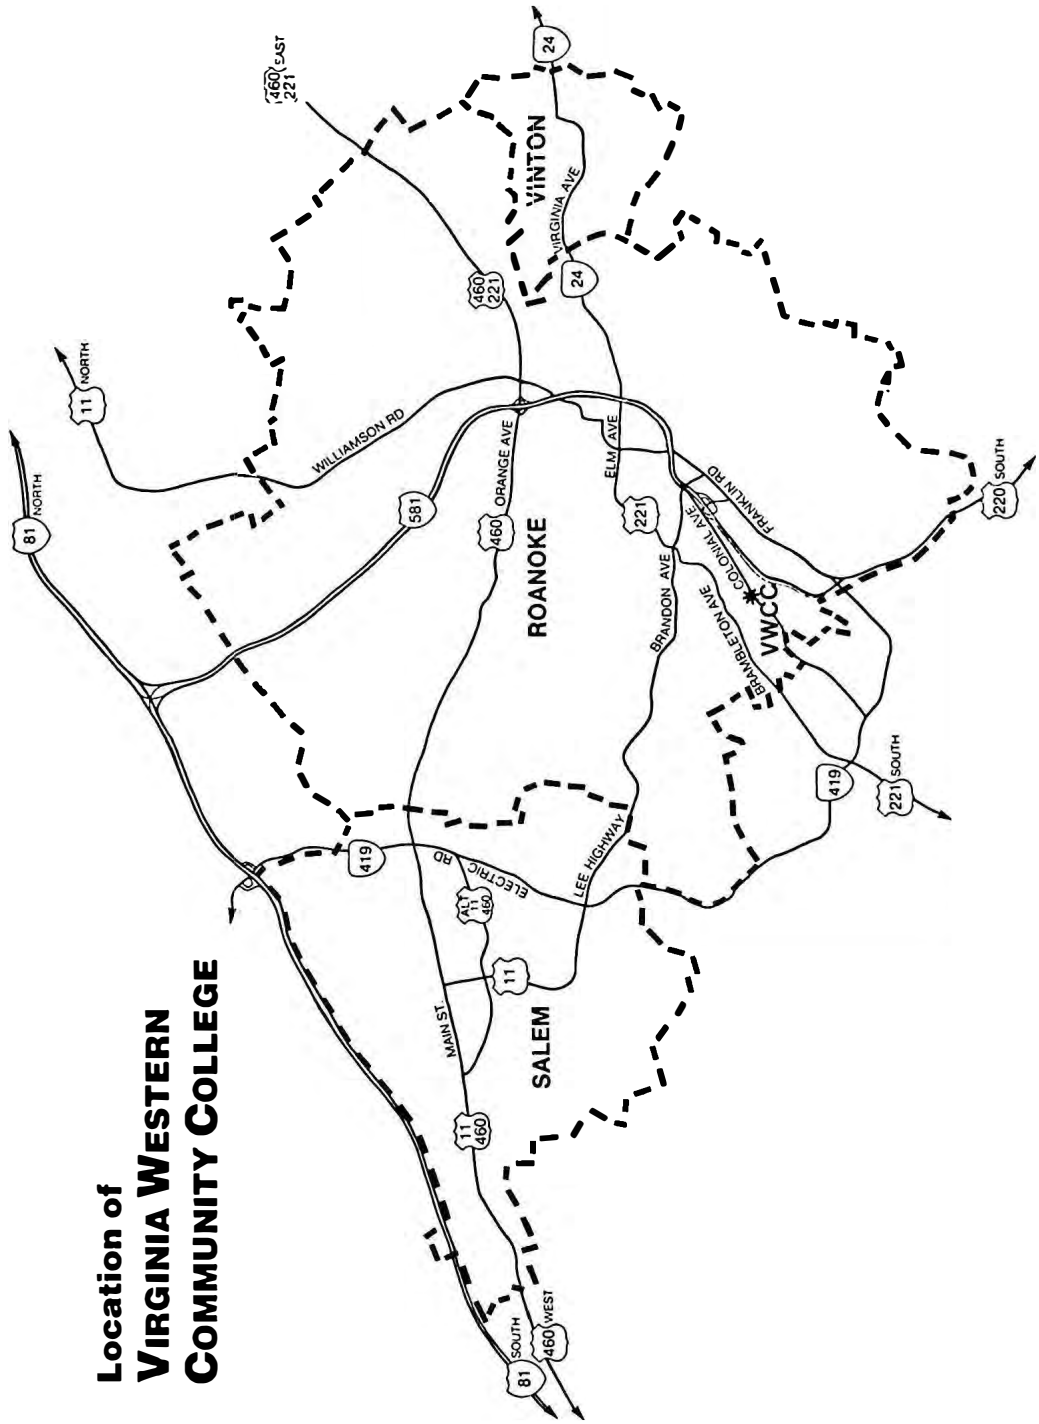 Location of
VIRGINIA WESTERN
COMMUNITY COLLEGE
81
NORTH
11
NORTH
460
221
EAST
24
VINTON
VIRGINIA AVE
24
460
221
WILLIAMSON RD
581
ORANGE AVE
460
ROANOKE
ELM AVE
221
FRANKLIN RD
COLONIAL AVE
BRANDON AVE
BRAMBLETON AVE
VWCC
220
SOUTH
419
221
SOUTH
419
ELECTRIC
RD
LEE HIGHWAY
ALT
11
460
11
MAIN ST.
SALEM
11
460
81
SOUTH
460
WEST